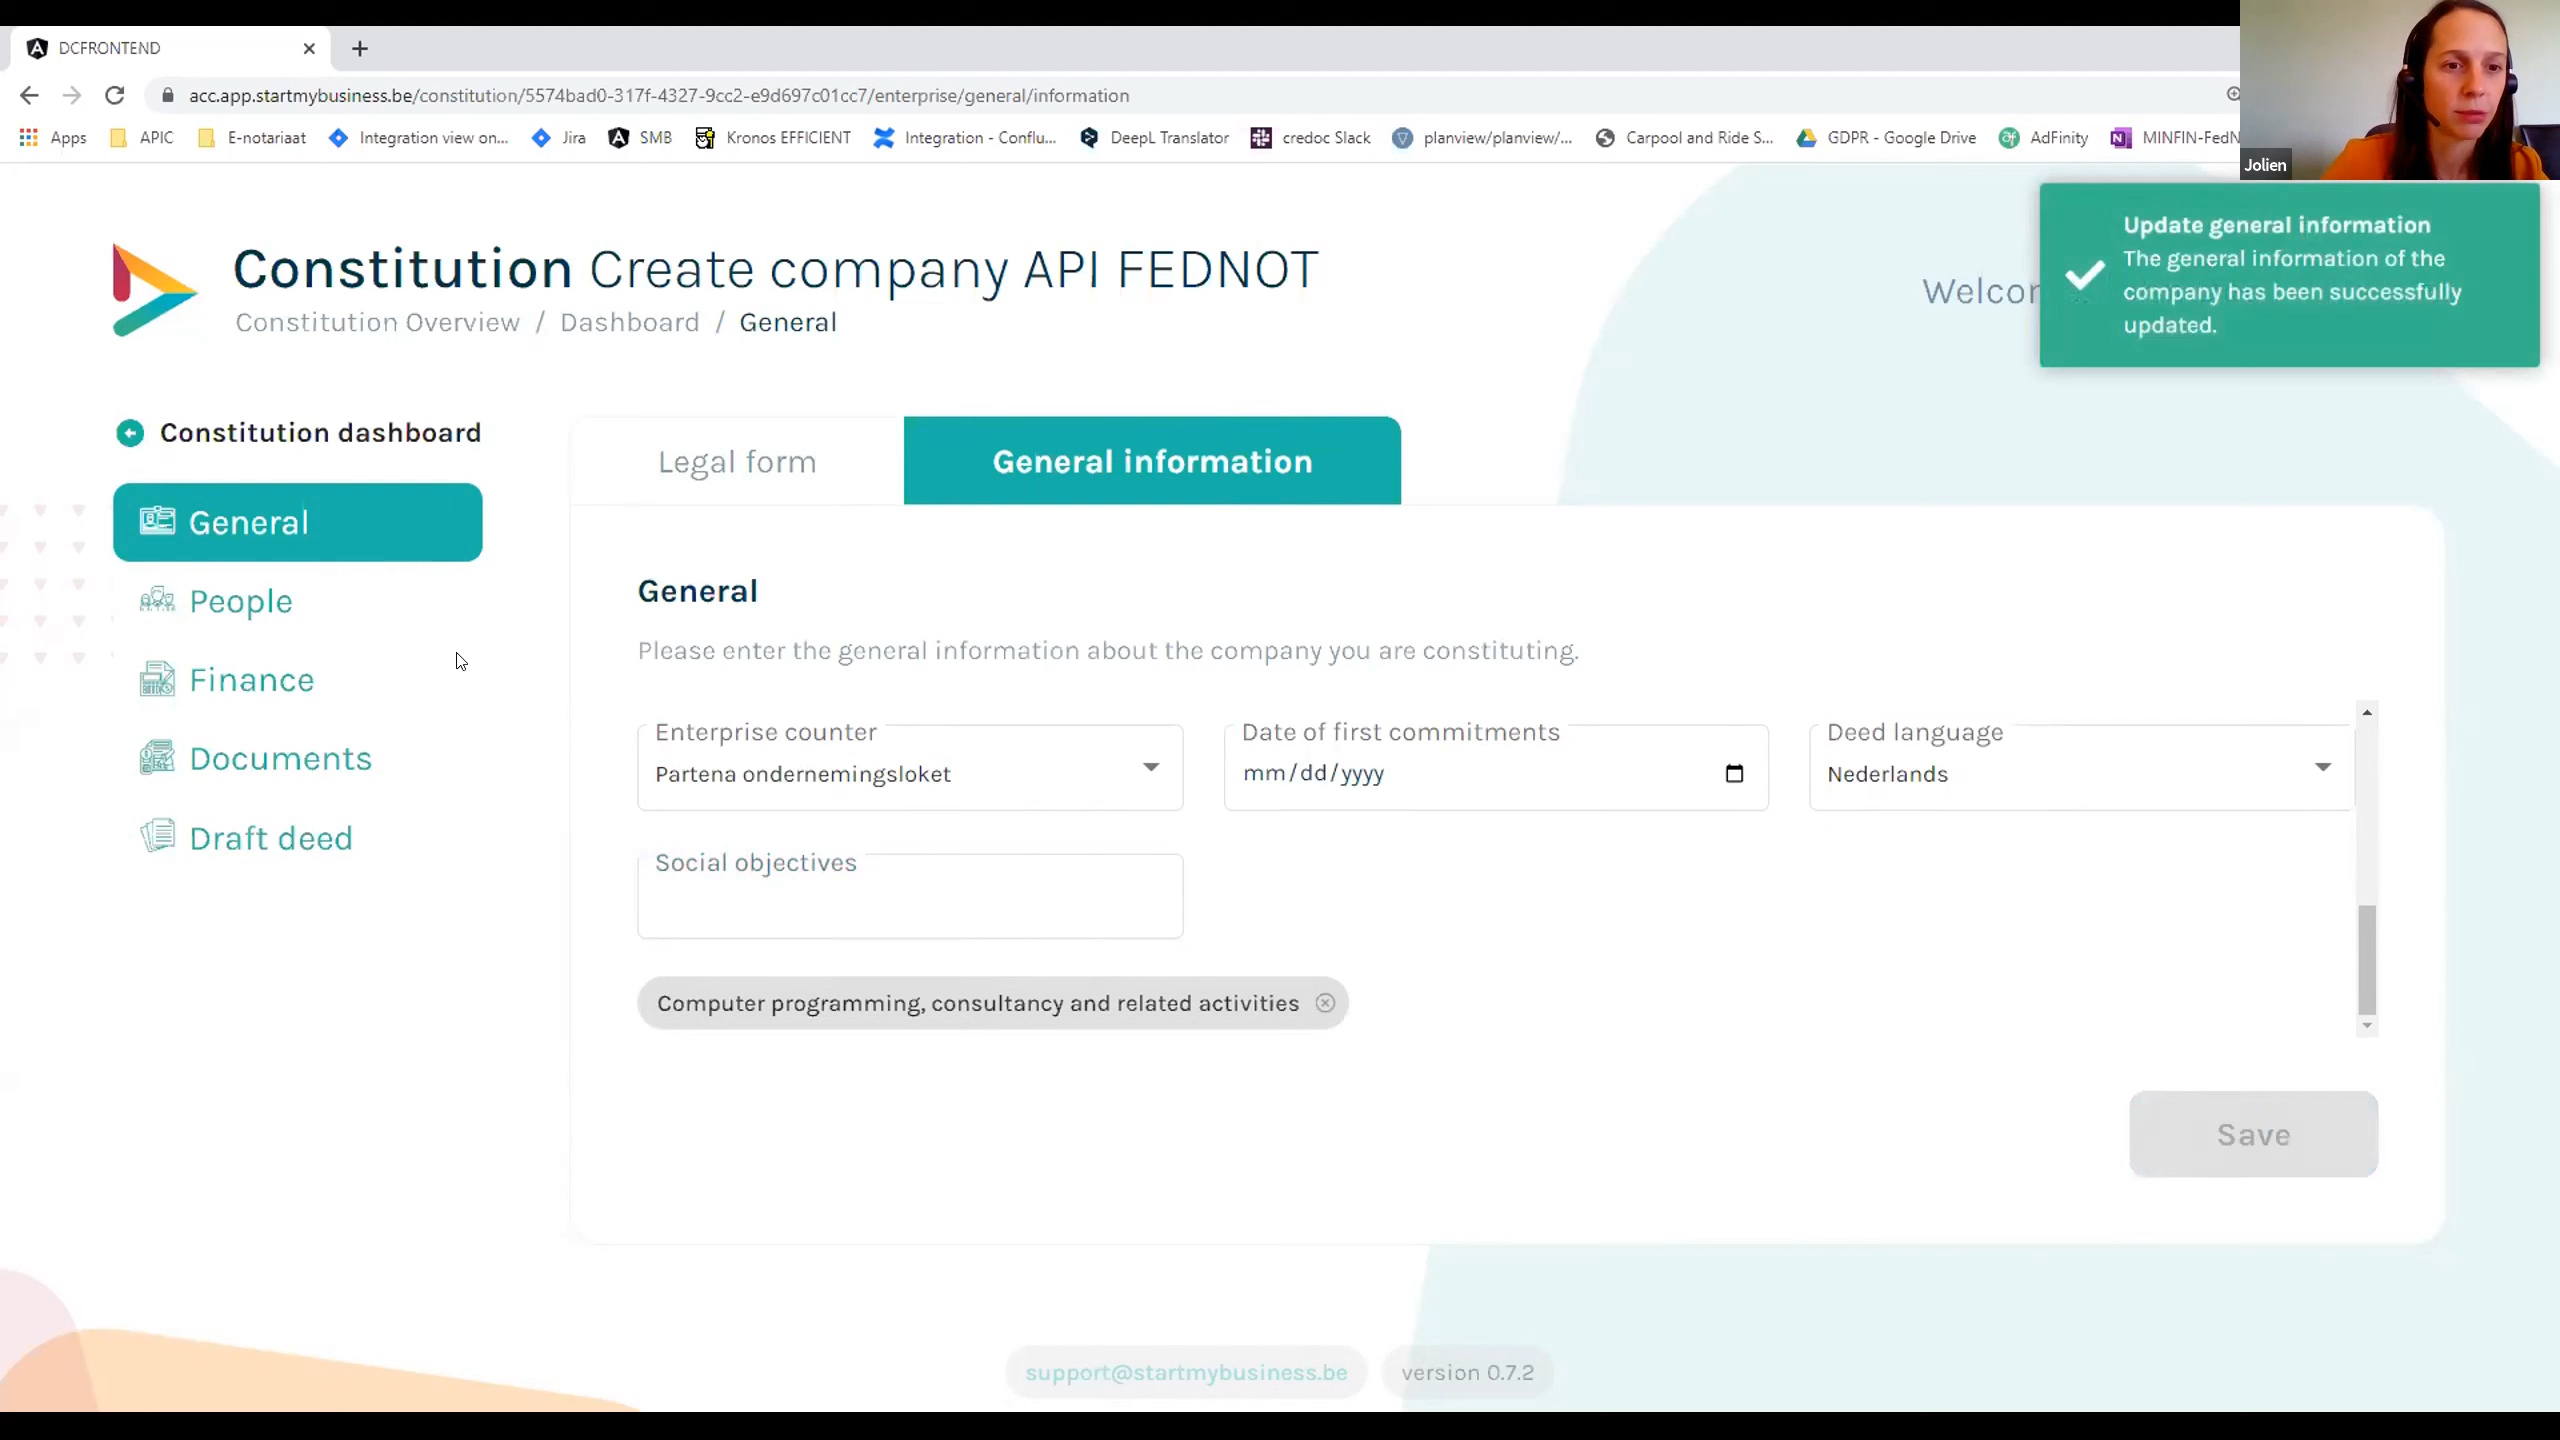 DCFRONTEND
acc.app.startmybusiness.be/constitution/5574bad0-317f-4327-9cc2-e9d697c01cc7/enterprise/general/information
Apps APIC E-notariaat Integration view on... Jira SMB Kronos EFFICIENT Integration - Conflu... DeepL Translator credoc Slack planview/planview/... Carpool and Ride S... GDPR - Google Drive AdFinity MINFIN-FedN
Jolien
Constitution Create company API FEDNOT
Constitution Overview / Dashboard / General
Welcor
Update general information
The general information of the
company has been successfully
updated.
Constitution dashboard
General
People
Finance
Documents
Draft deed
Legal form
General information
General
Please enter the general information about the company you are constituting.
Enterprise counter
Partena ondernemingsloket
Date of first commitments
mm/dd/yyyy
Deed language
Nederlands
Social objectives
Computer programming, consultancy and related activities
Save
support@startmybusiness.be
version 0.7.2